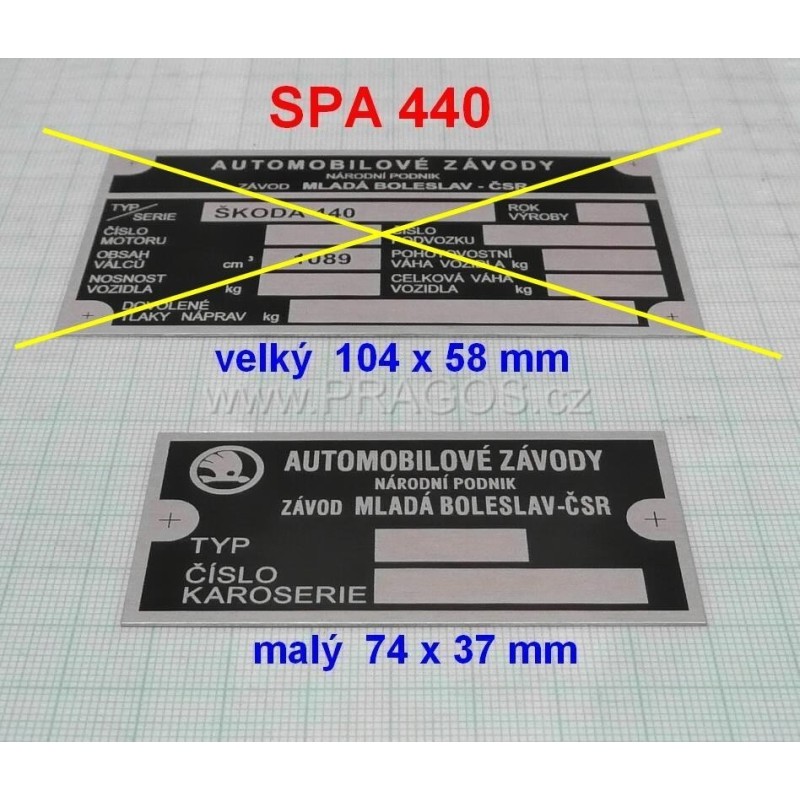 SPA 440
AUTOMOBILOVÉ ZÁVODY
NÁRODNÍ PODNIK
ZÁVOD MLADÁ BOLESLAV - ČSR
TYP/SERIE ŠKODA 440 ROK VÝROBY
ČÍSLO MOTORU ČÍSLO PODVOZKU
OBSAH VÁLCŮ cm³ 1089 POHOTOVOSTNÍ VÁHA VOZIDLA kg
NOSNOST VOZIDLA kg CELKOVÁ VÁHA VOZIDLA kg
DOVOLENÉ TLAKY NÁPRAV kg
velký 104 x 58 mm
www.PRAGOS.cz
AUTOMOBILOVÉ ZÁVODY
NÁRODNÍ PODNIK
ZÁVOD MLADÁ BOLESLAV-ČSR
TYP
ČÍSLO
KAROSERIE
malý 74 x 37 mm